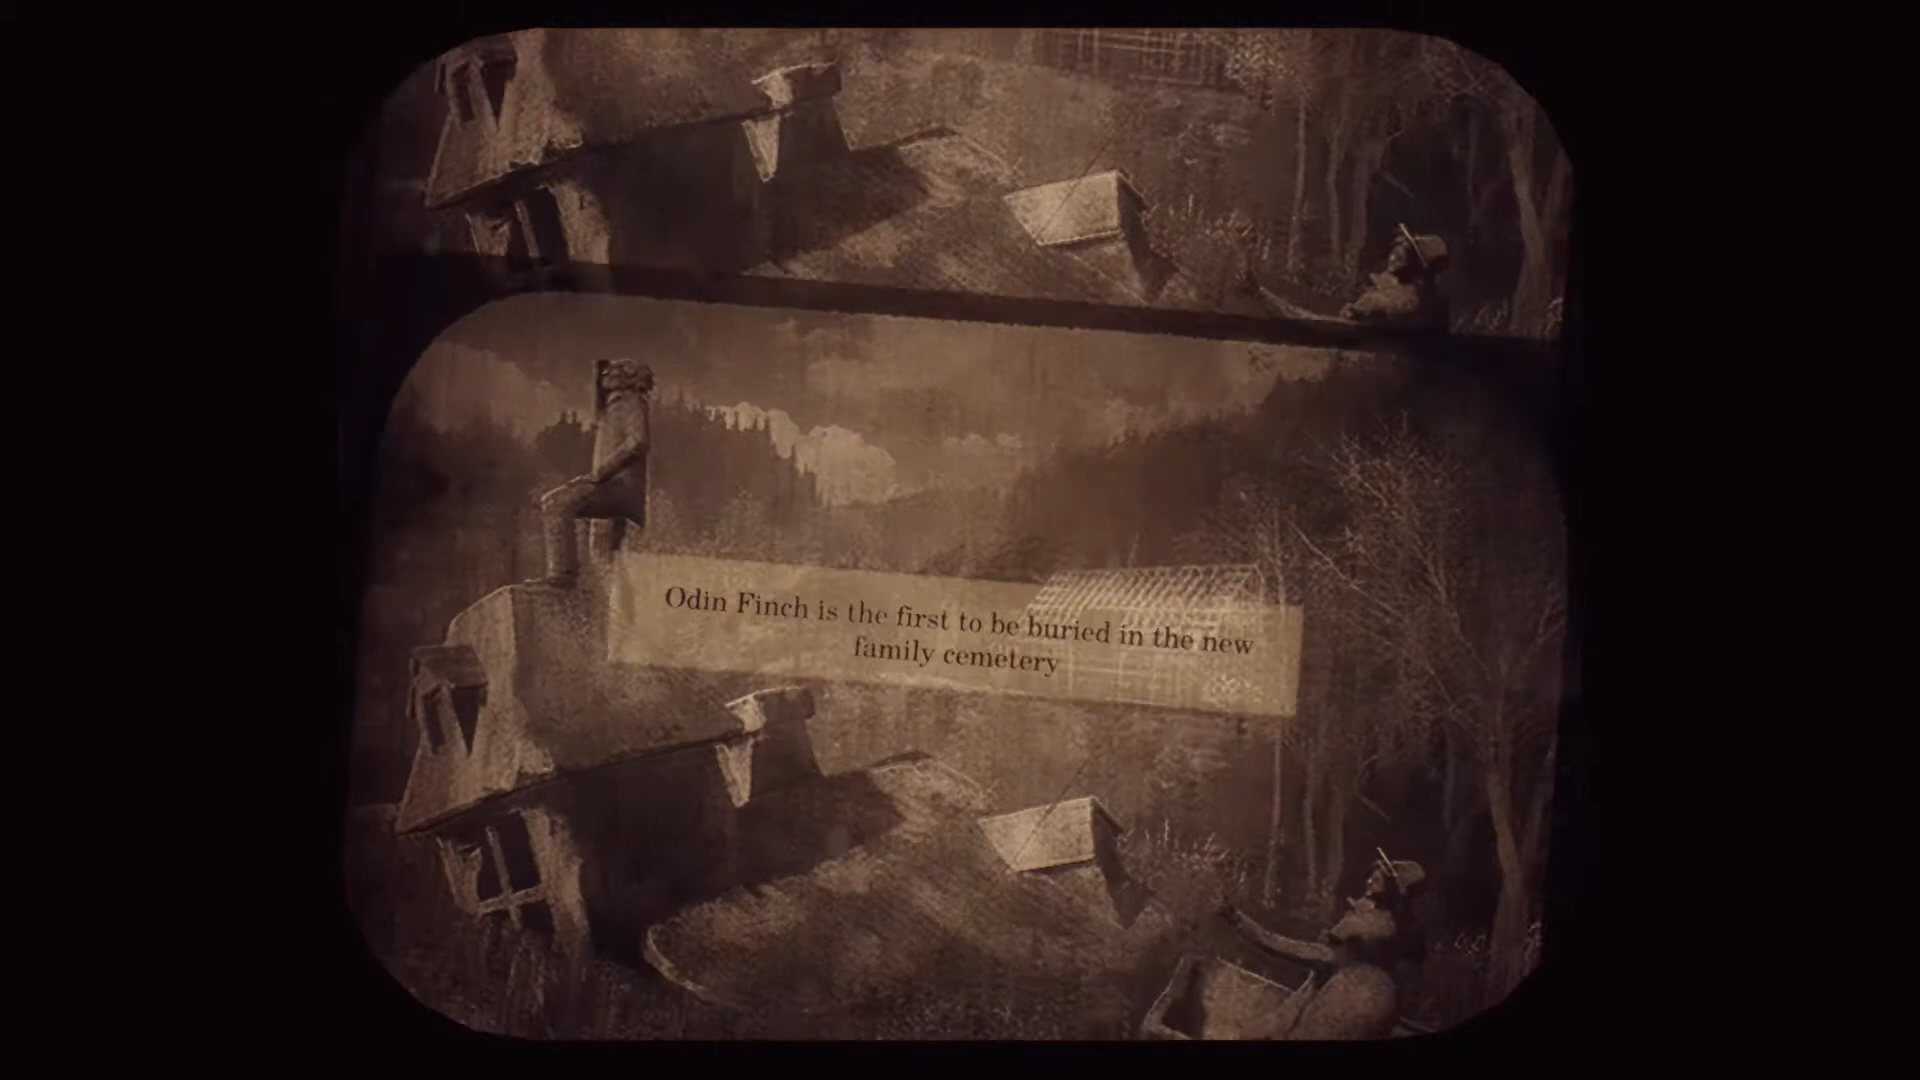 Odin Finch is the first to be buried in the new
family cemetery